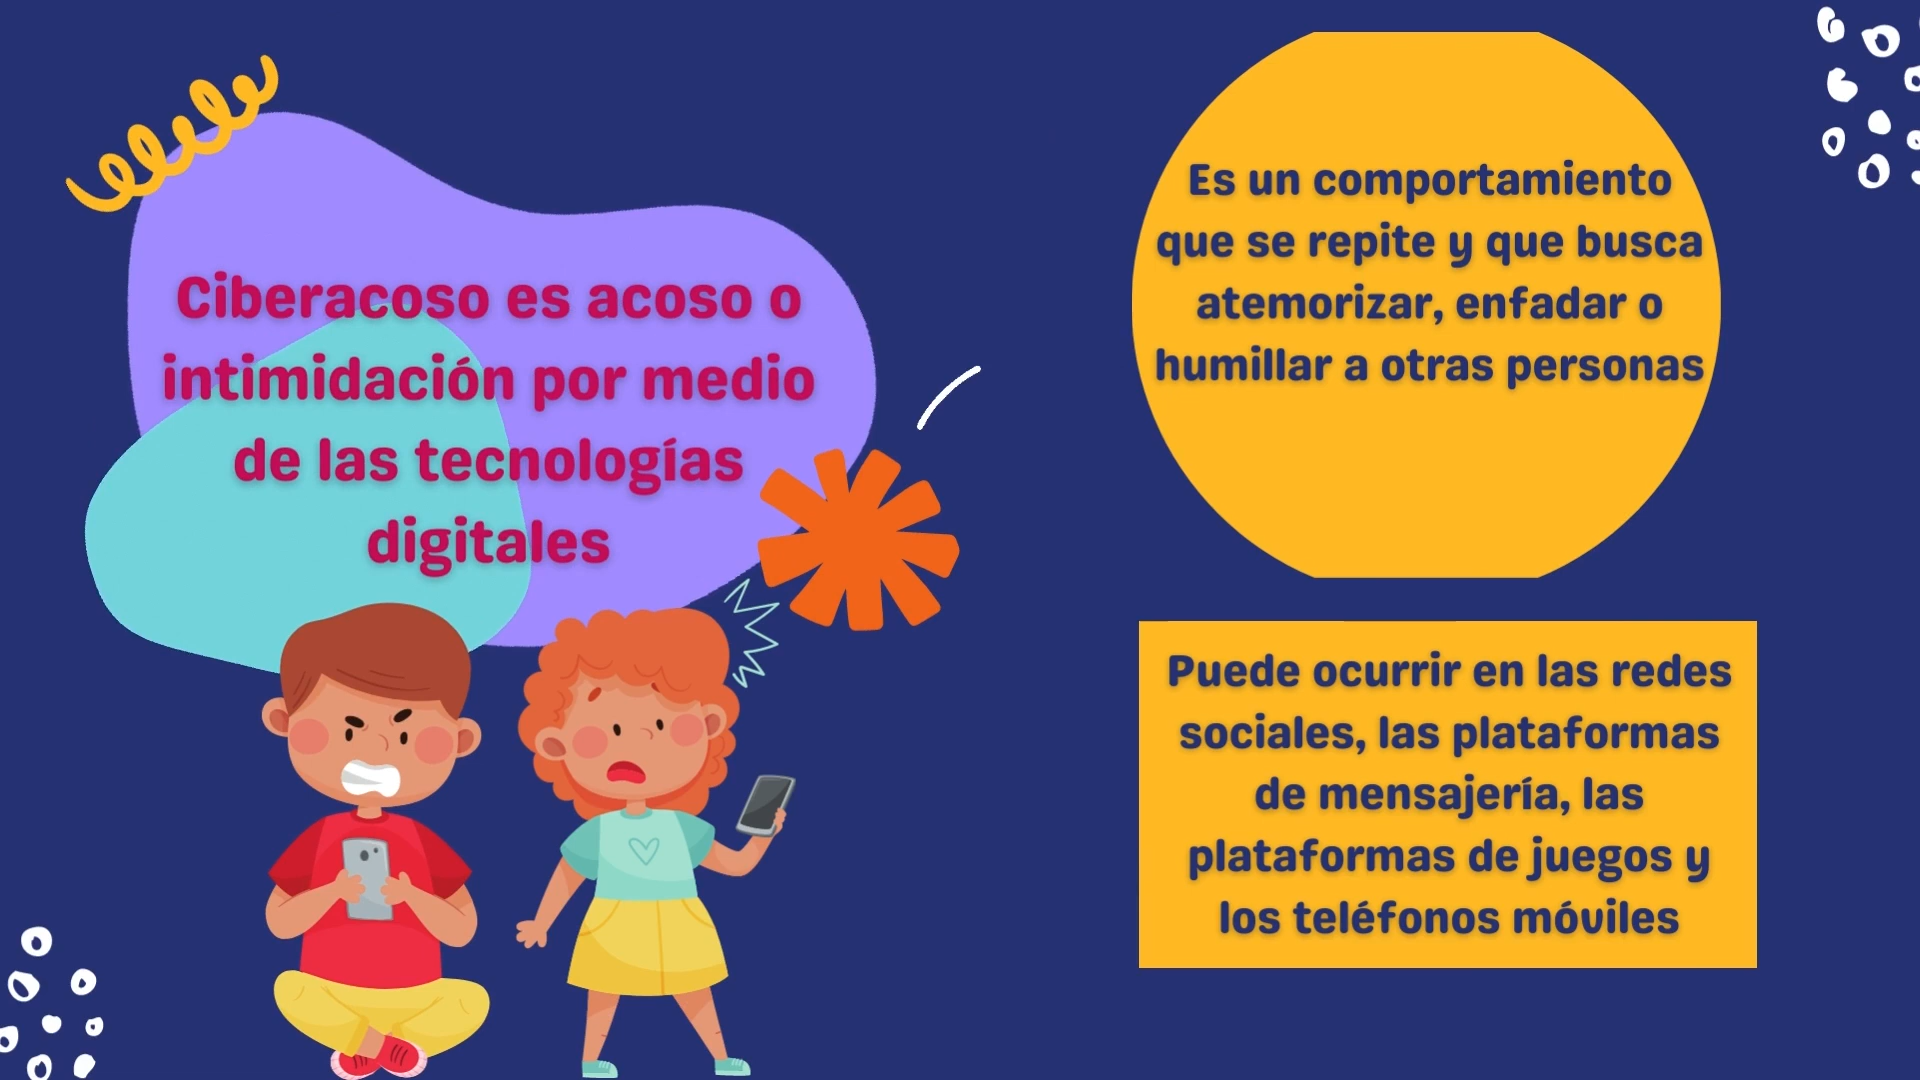 Ciberacoso es acoso o
intimidación por medio
de las tecnologías
digitales
Es un comportamiento
que se repite y que busca
atemorizar, enfadar o
humillar a otras personas
Puede ocurrir en las redes
sociales, las plataformas
de mensajería, las
plataformas de juegos y
los teléfonos móviles